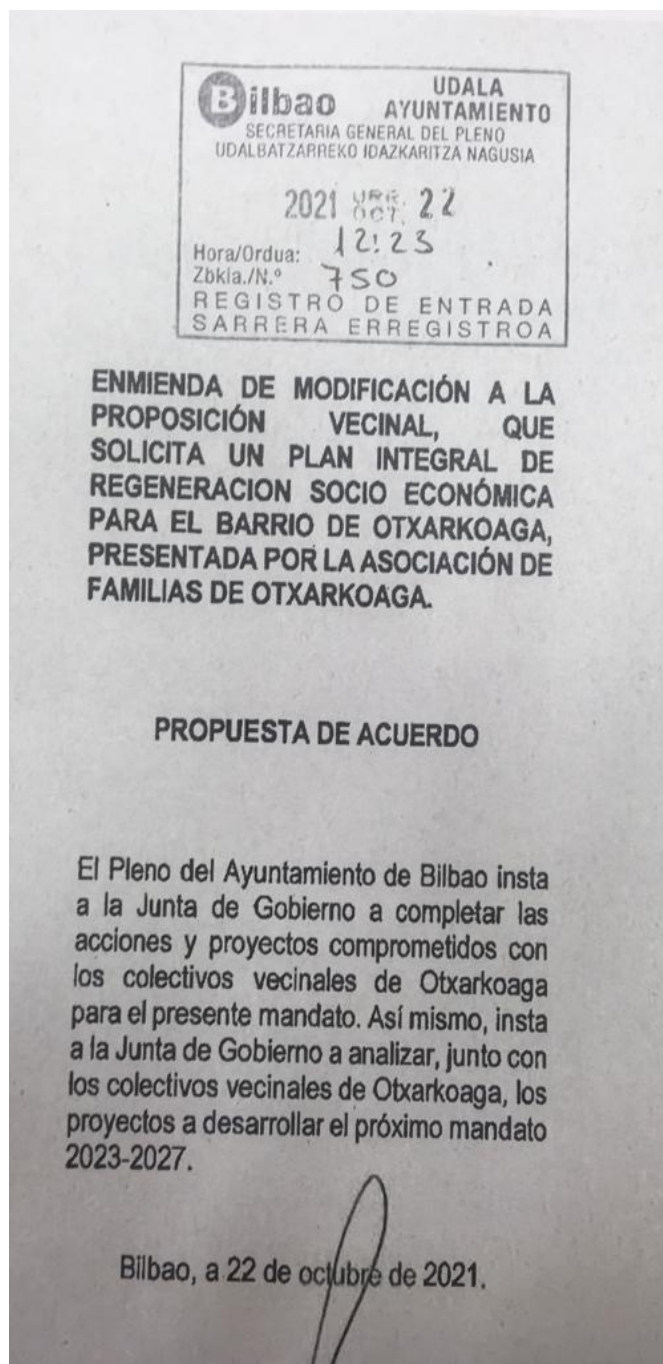 Bilbao UDALA
AYUNTAMIENTO
SECRETARIA GENERAL DEL PLENO
UDALBATZARREKO IDAZKARITZA NAGUSIA
2021 URR. OCT. 22
Hora/Ordua: 12:23
Zbkia./N.º 750
REGISTRO DE ENTRADA
SARRERA ERREGISTROA
ENMIENDA DE MODIFICACIÓN A LA
PROPOSICIÓN VECINAL, QUE
SOLICITA UN PLAN INTEGRAL DE
REGENERACION SOCIO ECONÓMICA
PARA EL BARRIO DE OTXARKOAGA,
PRESENTADA POR LA ASOCIACIÓN DE
FAMILIAS DE OTXARKOAGA.
PROPUESTA DE ACUERDO
El Pleno del Ayuntamiento de Bilbao insta
a la Junta de Gobierno a completar las
acciones y proyectos comprometidos con
los colectivos vecinales de Otxarkoaga
para el presente mandato. Así mismo, insta
a la Junta de Gobierno a analizar, junto con
los colectivos vecinales de Otxarkoaga, los
proyectos a desarrollar el próximo mandato
2023-2027.
Bilbao, a 22 de octubre de 2021.